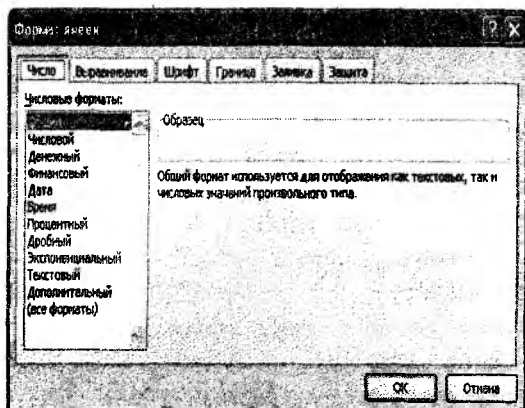 Формат ячеек
Число Выравнивание Шрифт Граница Заливка Защита
Числовые форматы:
Числовой
Денежный
Финансовый
Дата
Время
Процентный
Дробный
Экспоненциальный
Текстовый
Дополнительный
(все форматы)
Образец
Общий формат используется для отображения как текстовых, так и
числовых значений произвольного типа.
ОК Отмена